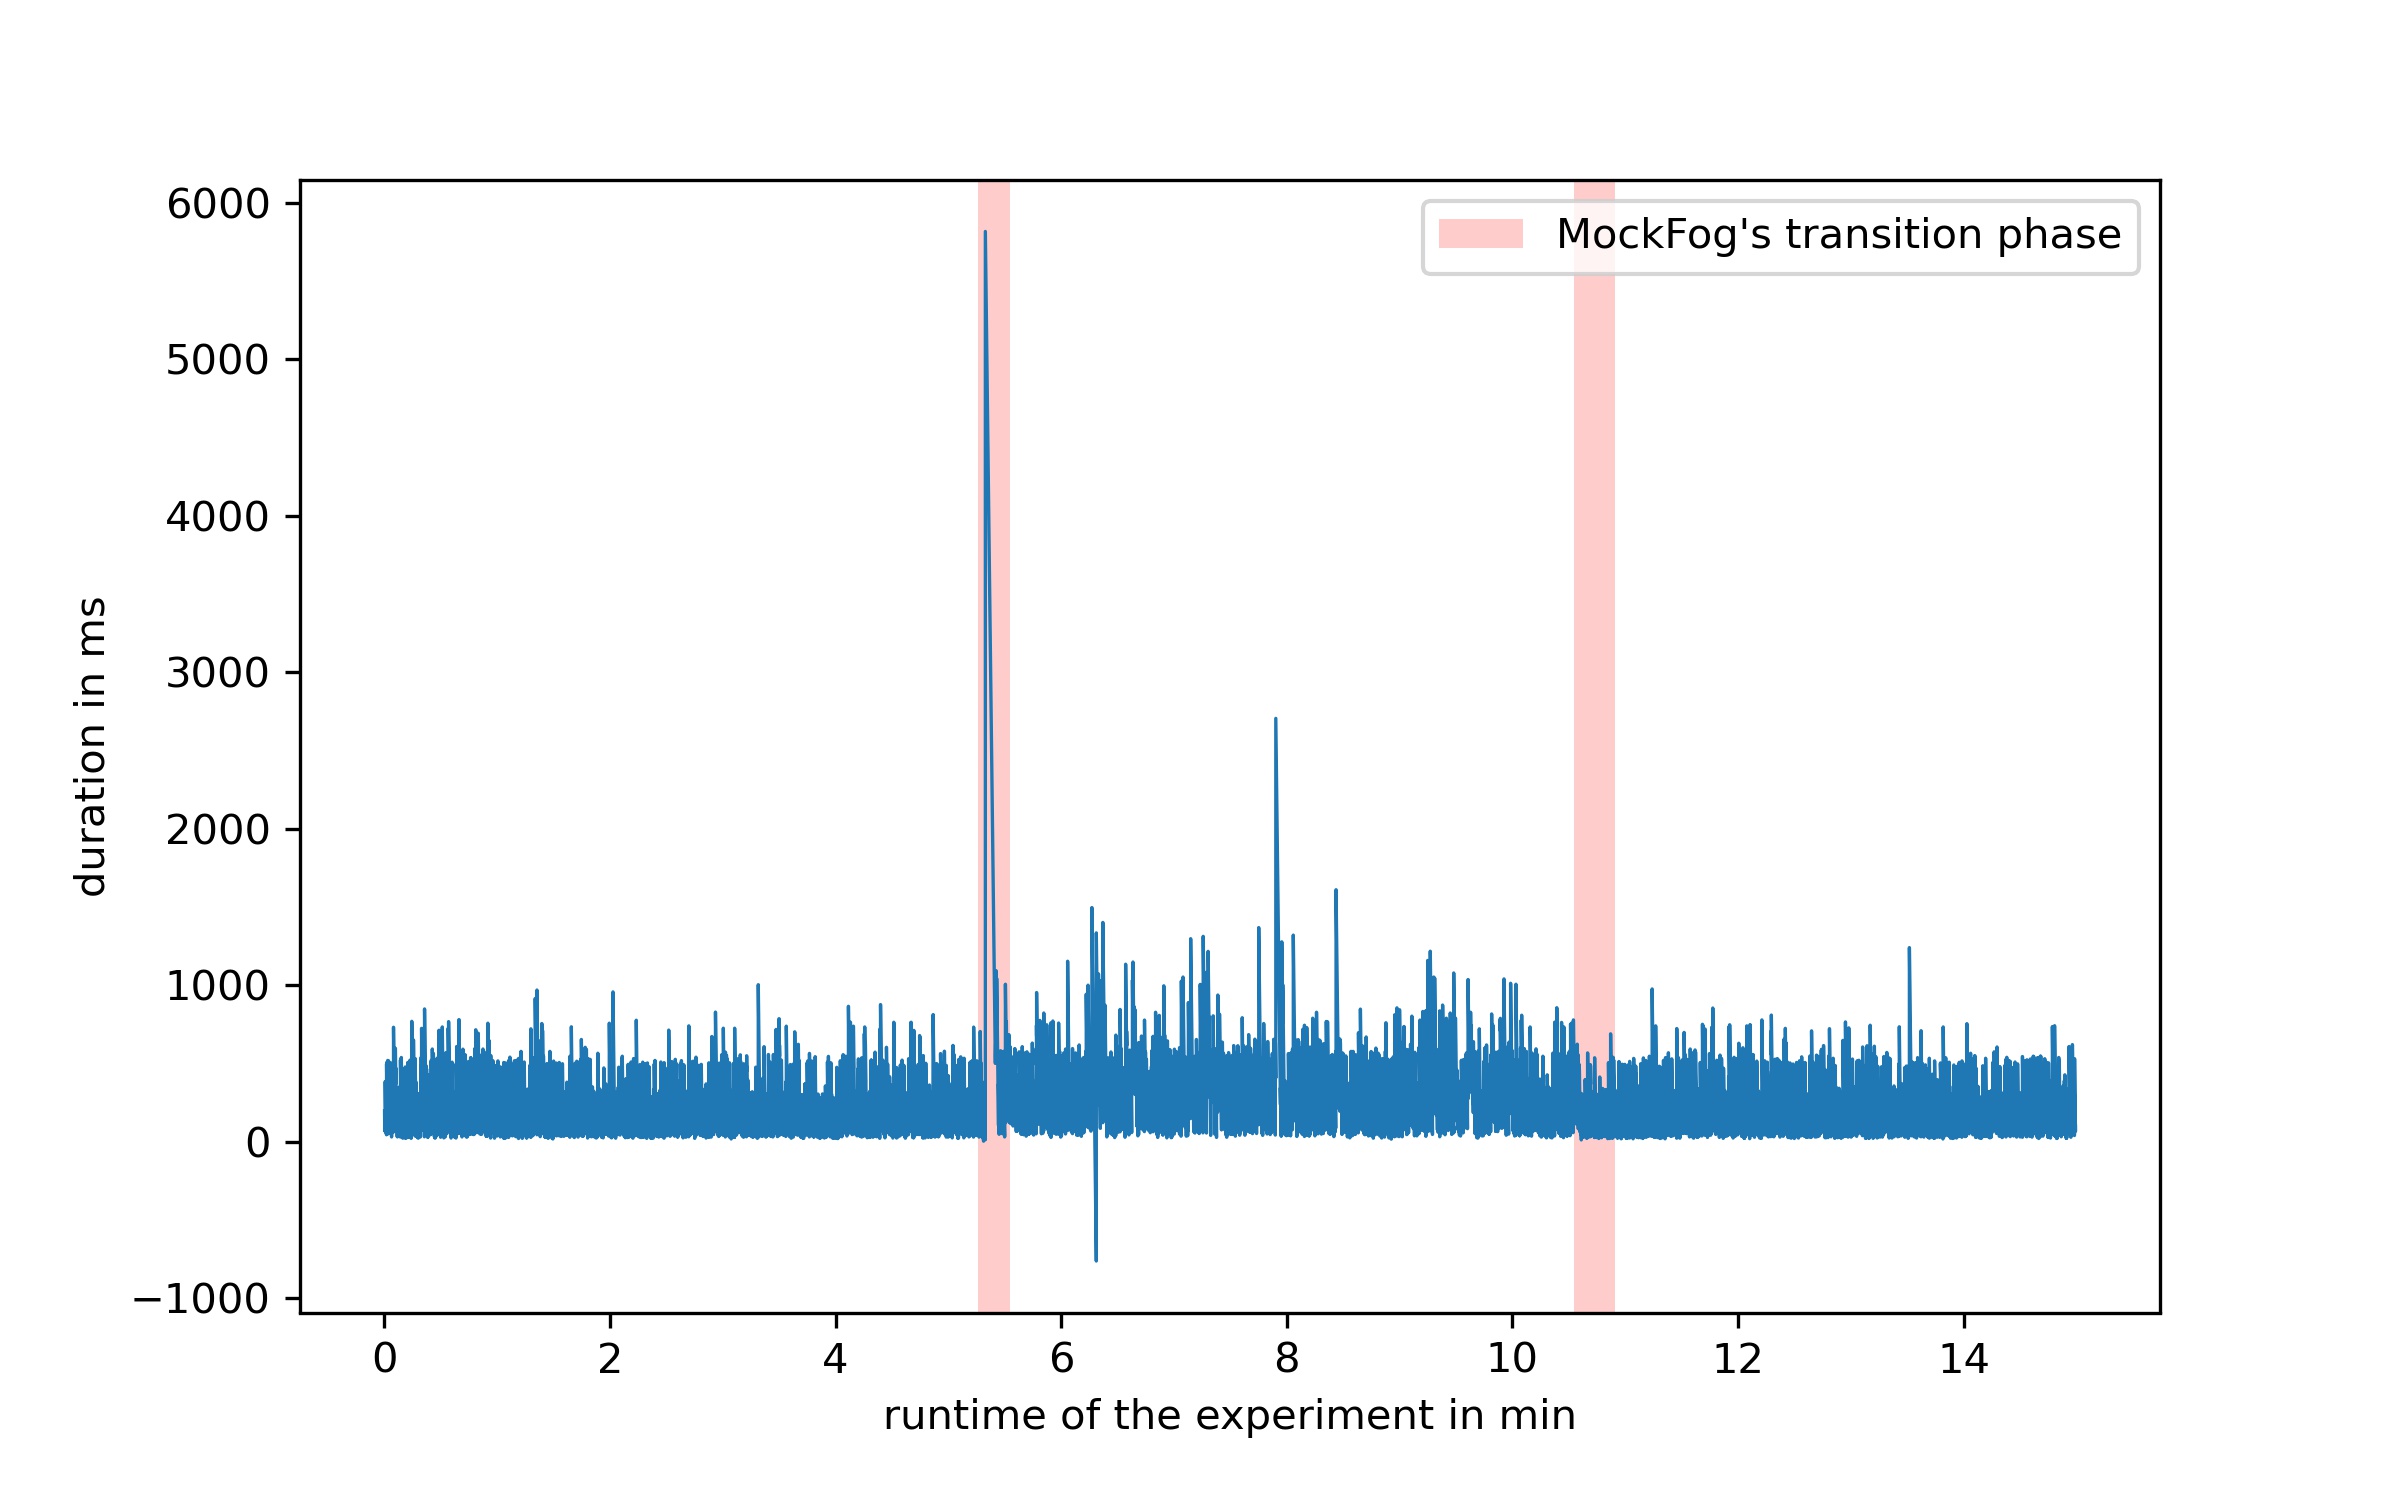 MockFog's transition phase
6000
5000
4000
3000
2000
1000
0
−1000
duration in ms
0 2 4 6 8 10 12 14
runtime of the experiment in min